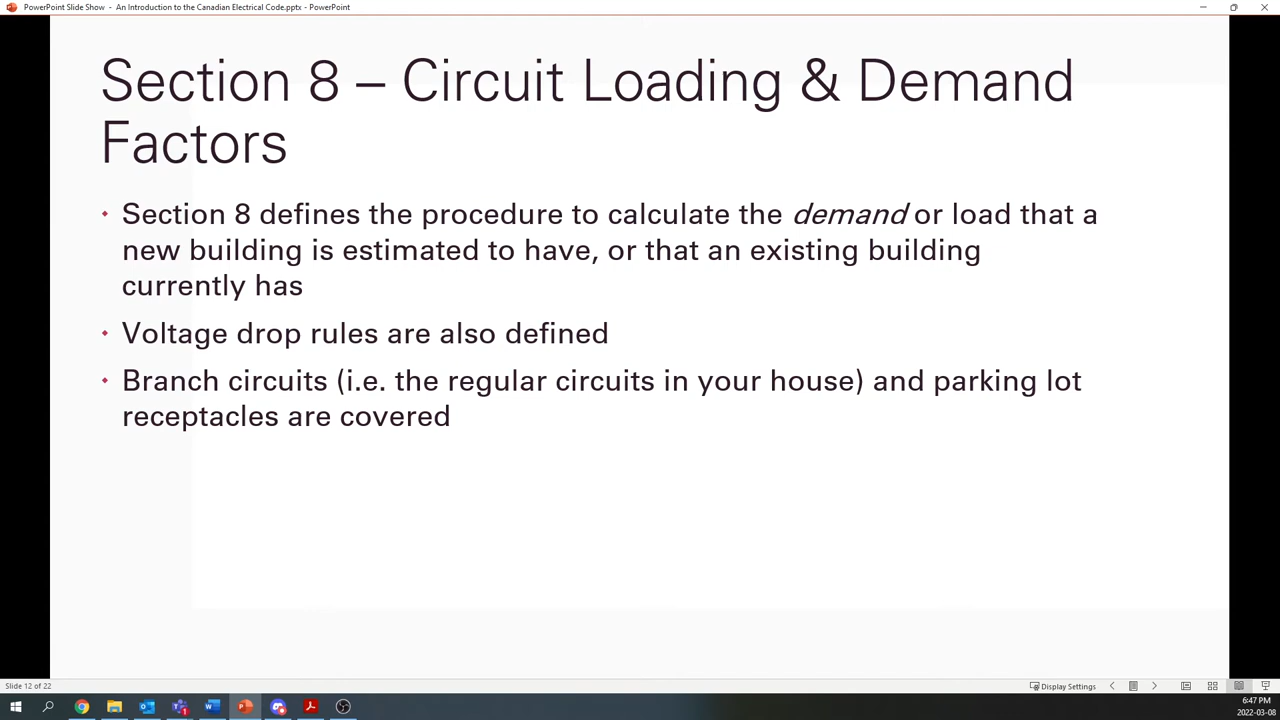 PowerPoint Slide Show - An Introduction to the Canadian Electrical Code.pptx - PowerPoint
Section 8 – Circuit Loading & Demand
Factors
• Section 8 defines the procedure to calculate the demand or load that a
new building is estimated to have, or that an existing building
currently has
• Voltage drop rules are also defined
• Branch circuits (i.e. the regular circuits in your house) and parking lot
receptacles are covered
Slide 12 of 22
Display Settings
6:47 PM
2022-03-08